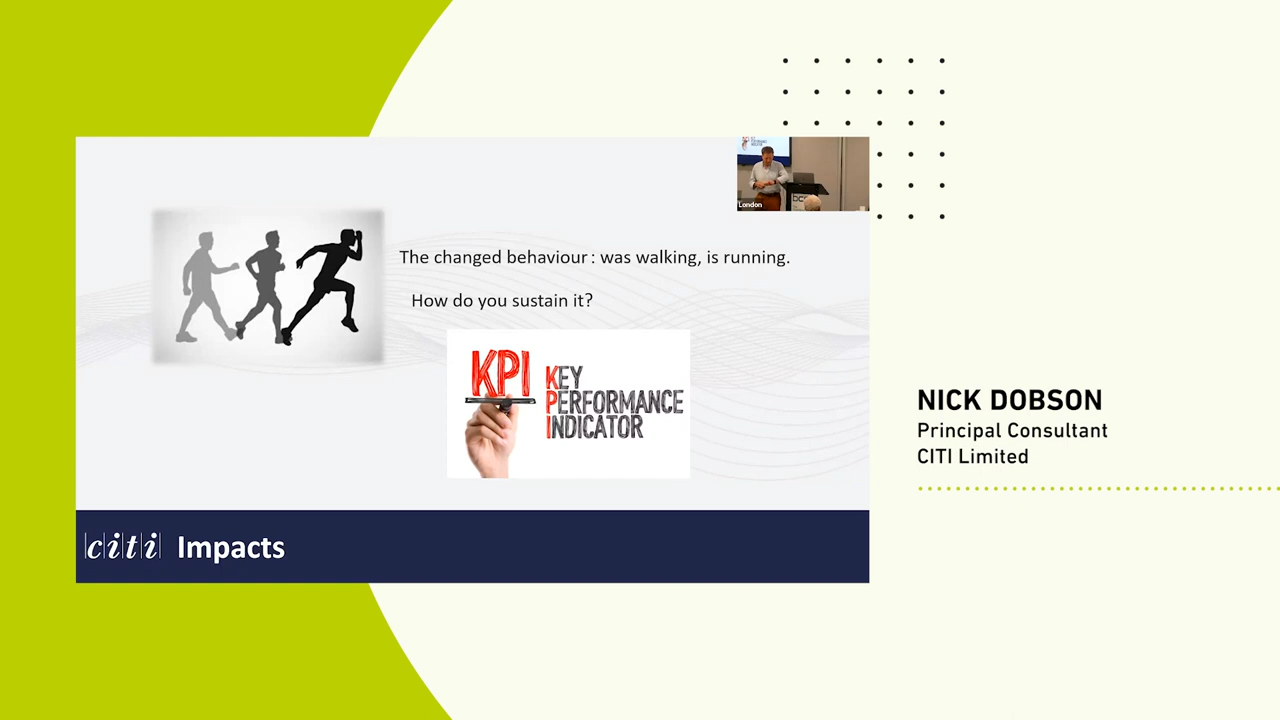 London
bcs
The changed behaviour : was walking, is running.
How do you sustain it?
KPI KEY
PERFORMANCE
INDICATOR
NICK DOBSON
Principal Consultant
CITI Limited
citi Impacts